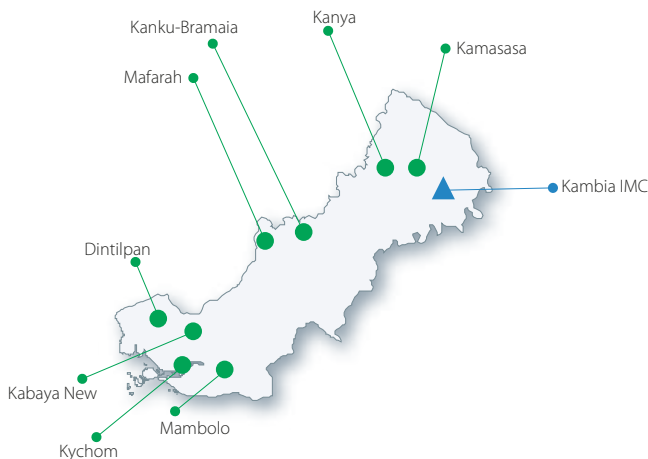 Kanya
Kanku-Bramaia
Kamasasa
Mafarah
Kambia IMC
Dintilpan
Kabaya New
Mambolo
Kychom